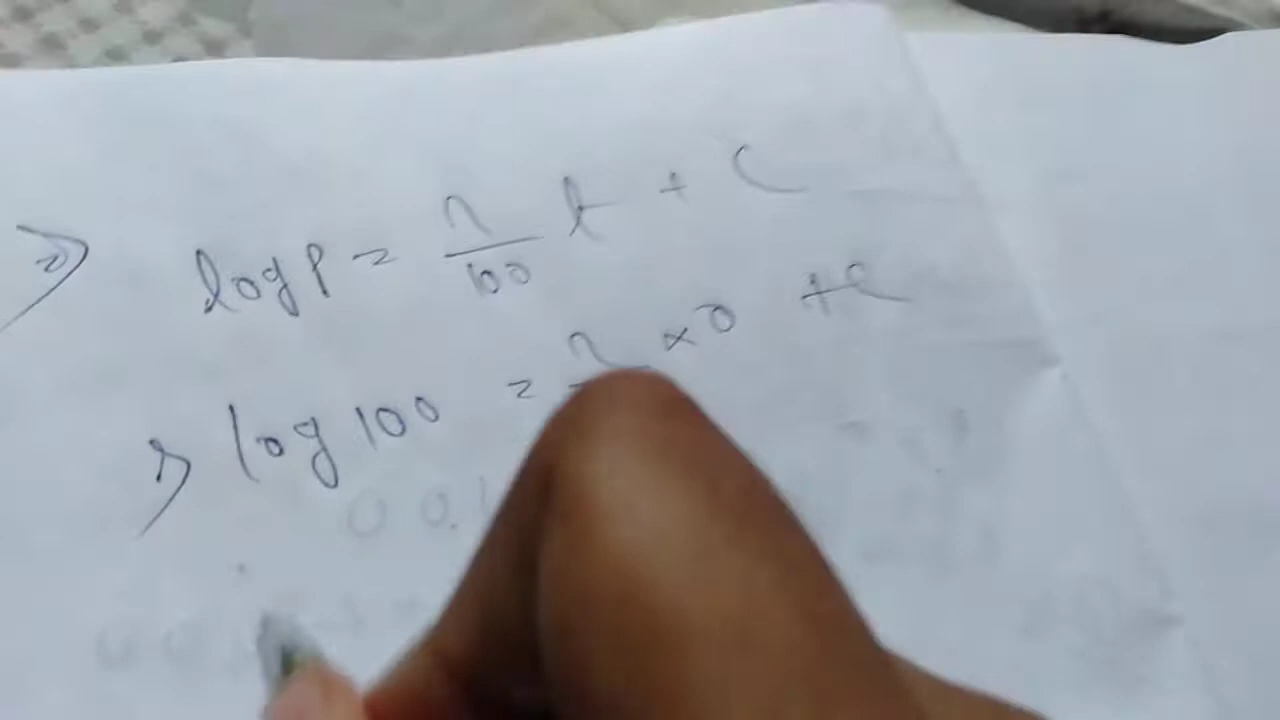 ⇒ log P = r/100 t + C
⇒ log 100 = r × 0 + C